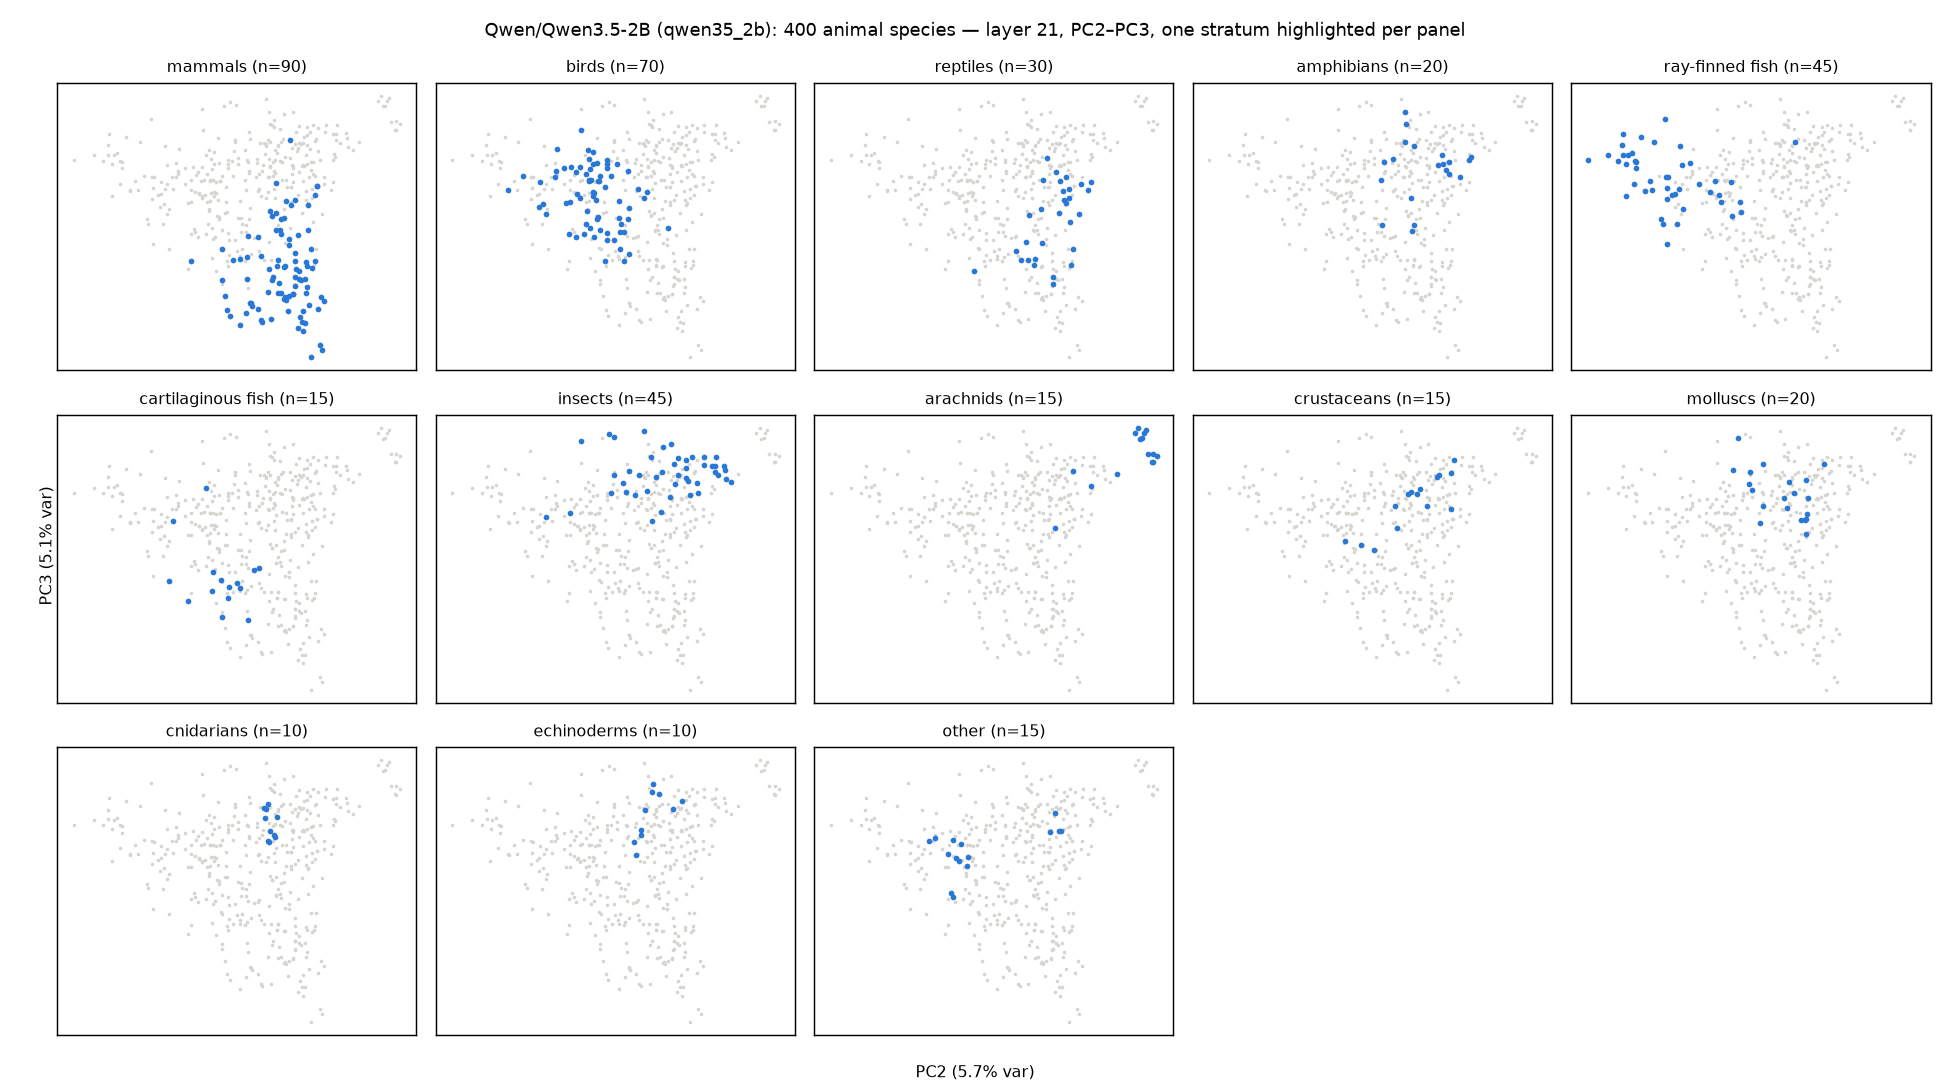 Qwen/Qwen3.5-2B (qwen35_2b): 400 animal species — layer 21, PC2–PC3, one stratum highlighted per panel
mammals (n=90)
birds (n=70)
reptiles (n=30)
amphibians (n=20)
ray-finned fish (n=45)
cartilaginous fish (n=15)
insects (n=45)
arachnids (n=15)
crustaceans (n=15)
molluscs (n=20)
PC3 (5.1% var)
cnidarians (n=10)
echinoderms (n=10)
other (n=15)
PC2 (5.7% var)